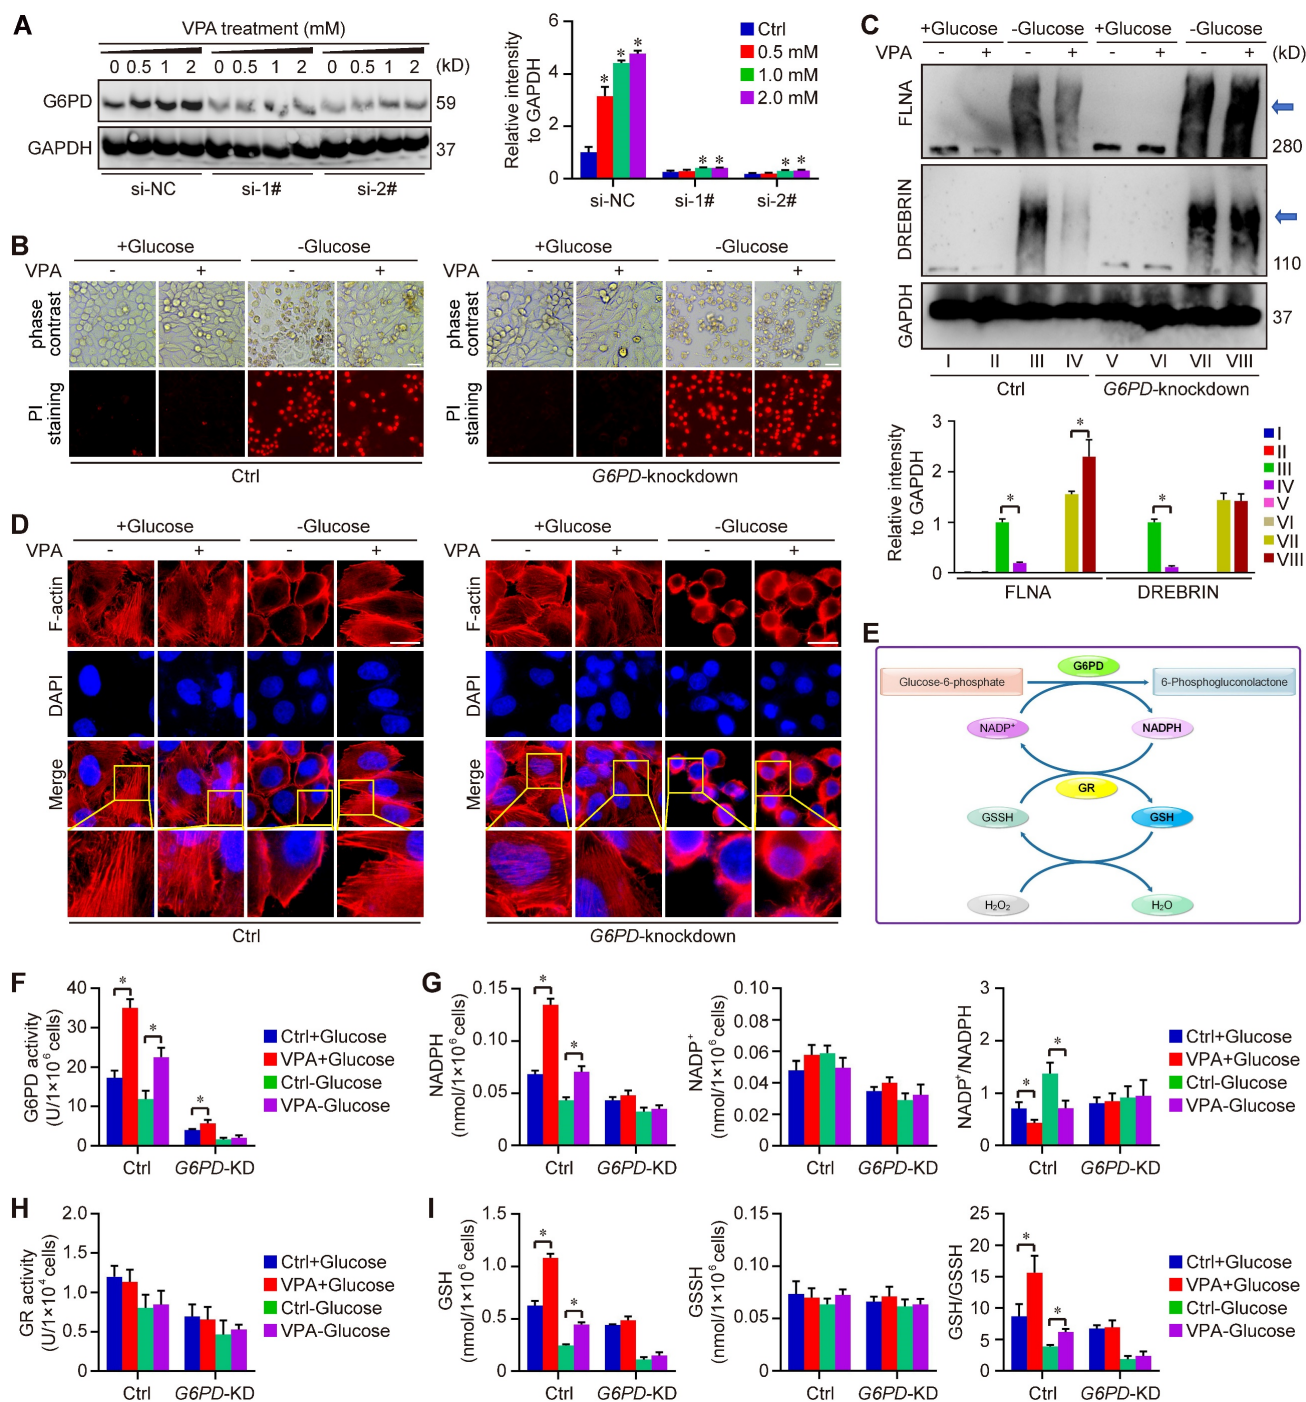 A
VPA treatment (mM)
0 0.5 1 2 0 0.5 1 2 0 0.5 1 2 (kD)
G6PD 59
GAPDH 37
si-NC si-1# si-2#
Relative intensity
to GAPDH
6
4
2
0
* * * * * * *
si-NC si-1# si-2#
Ctrl
0.5 mM
1.0 mM
2.0 mM
B
+Glucose -Glucose +Glucose -Glucose
VPA - + - + - + - +
phase
contrast
phase
contrast
PI
staining
PI
staining
Ctrl G6PD-knockdown
C
+Glucose -Glucose +Glucose -Glucose
VPA - + - + - + - + (kD)
FLNA 280
DREBRIN 110
GAPDH 37
I II III IV V VI VII VIII
Ctrl G6PD-knockdown
Relative intensity
to GAPDH
3
2
1
0
* * *
FLNA DREBRIN
I
II
III
IV
V
VI
VII
VIII
D
+Glucose -Glucose +Glucose -Glucose
VPA - + - + VPA - + - +
F-actin F-actin
DAPI DAPI
Merge Merge
Ctrl G6PD-knockdown
E
G6PD
Glucose-6-phosphate 6-Phosphogluconolactone
NADP+ NADPH
GR
GSSH GSH
H2O2 H2O
F
G6PD activity
(U/1×10^6 cells)
40
30
20
10
0
* * *
Ctrl G6PD-KD
Ctrl+Glucose
VPA+Glucose
Ctrl-Glucose
VPA-Glucose
G
NADPH
(nmol/1×10^6 cells)
0.15
0.10
0.05
0
* *
Ctrl G6PD-KD
NADP+
(nmol/1×10^6 cells)
0.10
0.08
0.06
0.04
0.02
0
Ctrl G6PD-KD
NADP+/NADPH
3
2
1
0
* *
Ctrl G6PD-KD
Ctrl+Glucose
VPA+Glucose
Ctrl-Glucose
VPA-Glucose
H
GR activity
(U/1×10^4 cells)
2.0
1.5
1.0
0.5
0
Ctrl G6PD-KD
Ctrl+Glucose
VPA+Glucose
Ctrl-Glucose
VPA-Glucose
I
GSH
(nmol/1×10^6 cells)
1.5
1.0
0.5
0
* *
Ctrl G6PD-KD
GSSH
(nmol/1×10^6 cells)
0.15
0.10
0.05
0
Ctrl G6PD-KD
GSH/GSSH
25
20
15
10
5
0
* *
Ctrl G6PD-KD
Ctrl+Glucose
VPA+Glucose
Ctrl-Glucose
VPA-Glucose